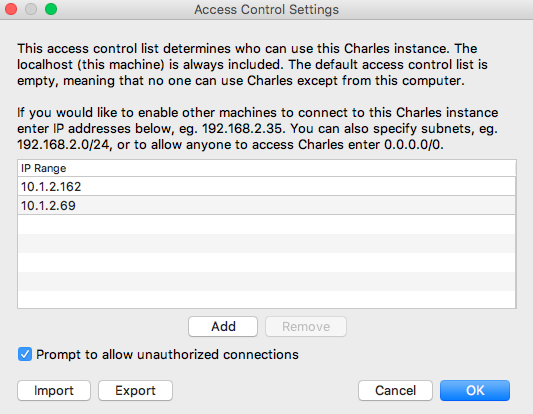 Access Control Settings
This access control list determines who can use this Charles instance. The
localhost (this machine) is always included. The default access control list is
empty, meaning that no one can use Charles except from this computer.
If you would like to enable other machines to connect to this Charles instance
enter IP addresses below, eg. 192.168.2.35. You can also specify subnets, eg.
192.168.2.0/24, or to allow anyone to access Charles enter 0.0.0.0/0.
IP Range
10.1.2.162
10.1.2.69
Add Remove
Prompt to allow unauthorized connections
Import Export Cancel OK